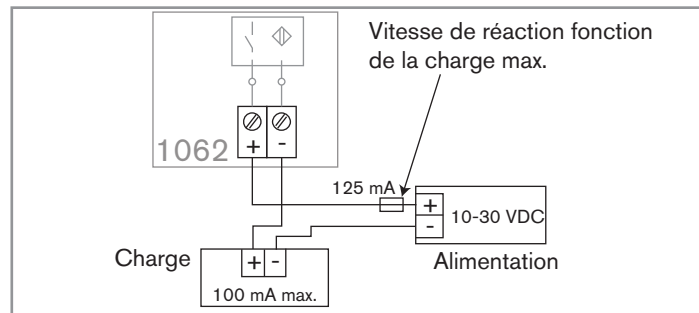 Vitesse de réaction fonction
de la charge max.
+ -
1062
125 mA
+
10-30 VDC
-
Charge
+ -
Alimentation
100 mA max.